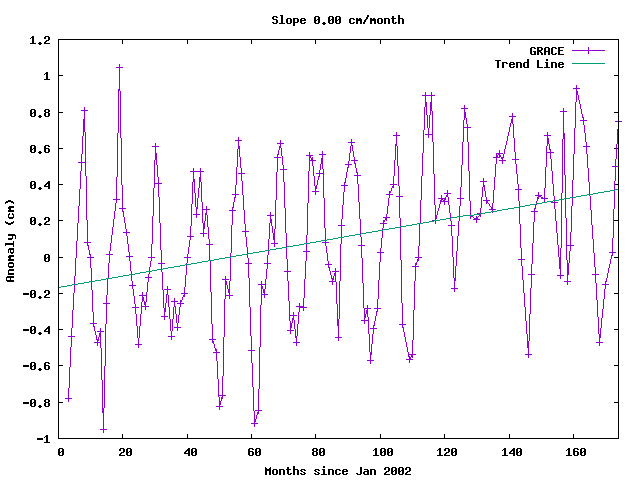 Slope 0.00 cm/month
GRACE
Trend Line
1.2
1
0.8
0.6
0.4
0.2
0
-0.2
-0.4
-0.6
-0.8
-1
Anomaly (cm)
0 20 40 60 80 100 120 140 160
Months since Jan 2002